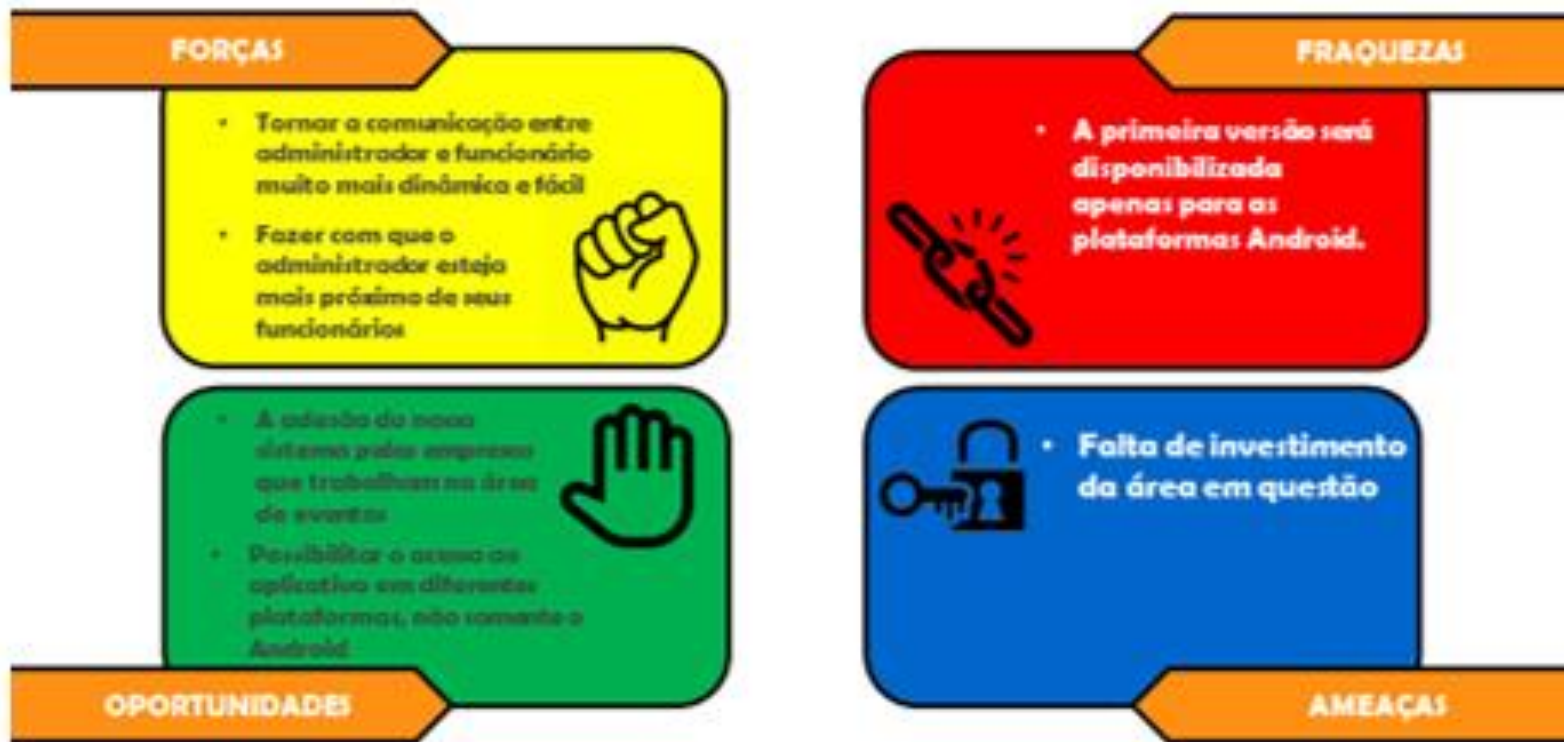 FORÇAS
• Tornar a comunicação entre
administrador e funcionário
muito mais dinâmica e fácil
• Fazer com que o
administrador esteja
mais próximo de seus
funcionários
FRAQUEZAS
• A primeira versão será
disponibilizada
apenas para as
plataformas Android.
• A adesão do novo
sistema pelas empresas
que trabalham na área
de eventos
• Possibilitar o acesso ao
aplicativo em diferentes
plataformas, não somente o
Android
OPORTUNIDADES
• Falta de investimento
da área em questão
AMEAÇAS